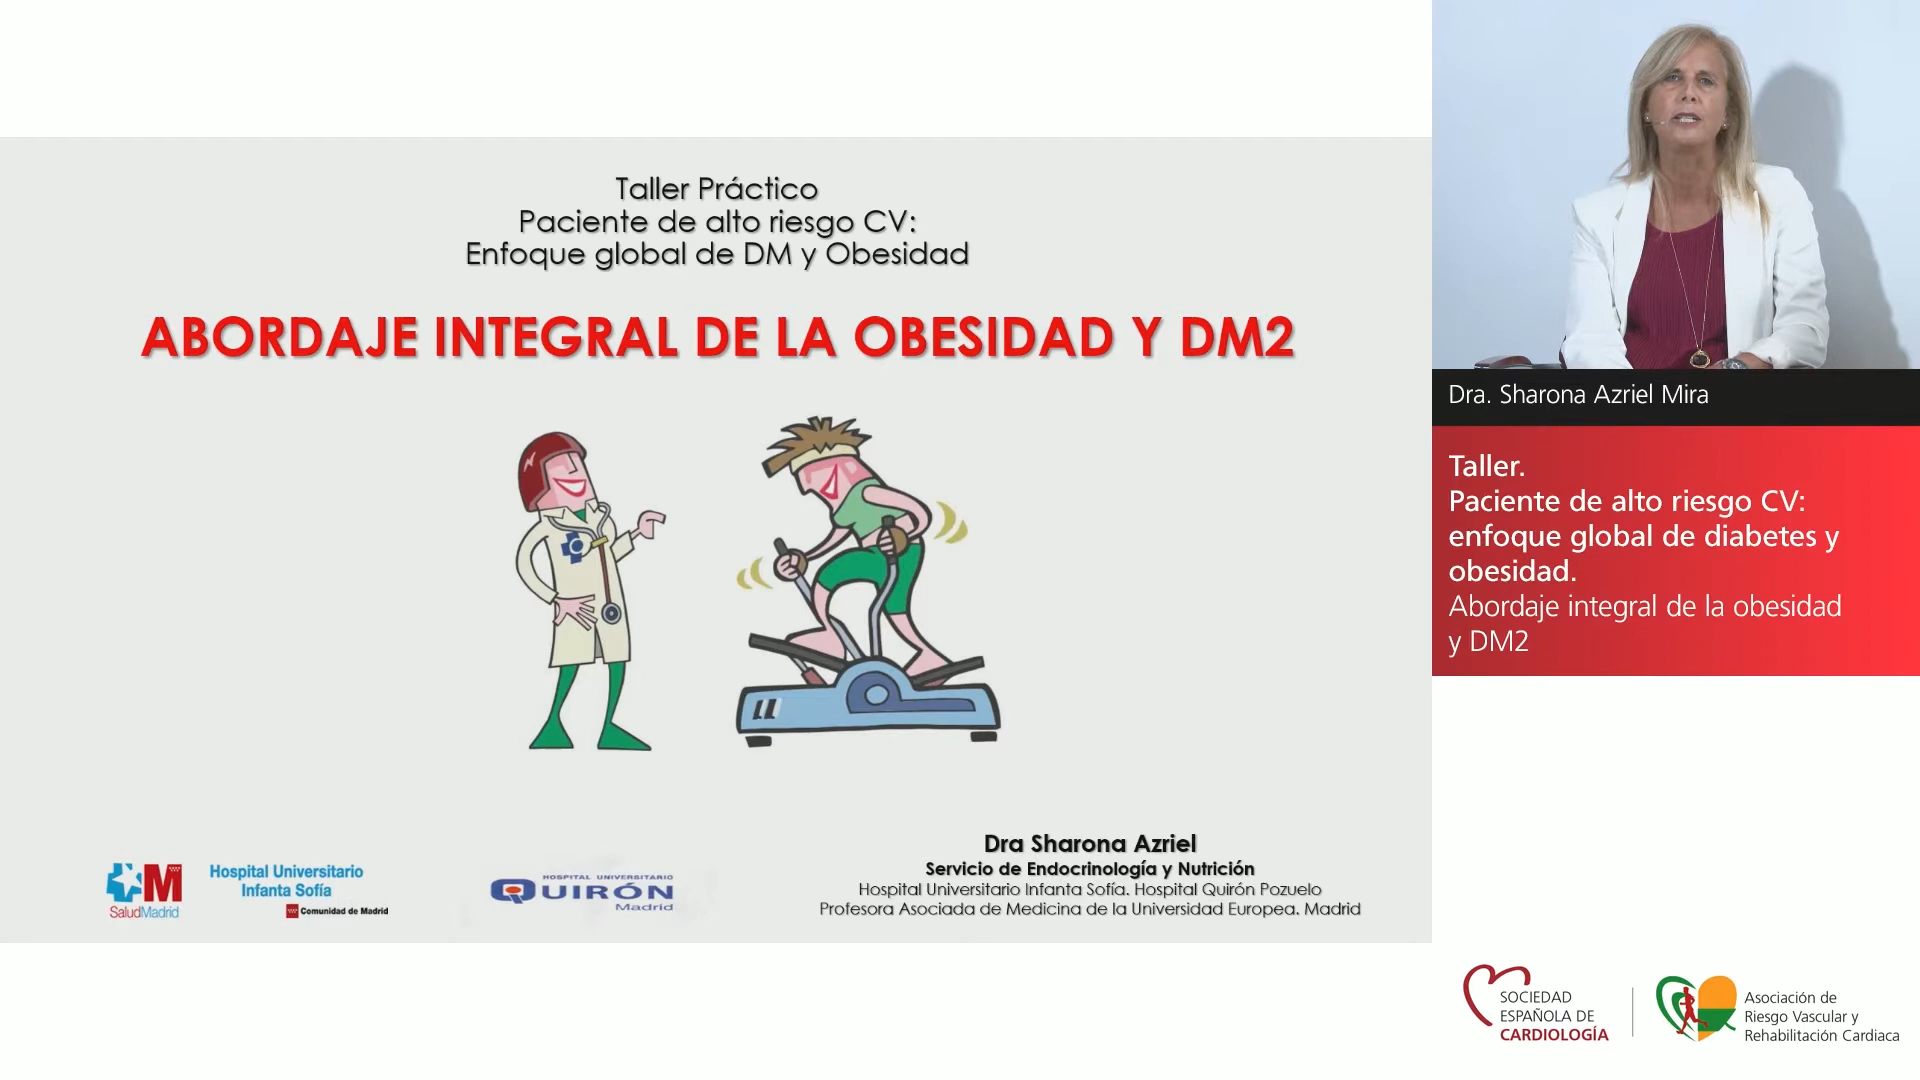 Taller Práctico
Paciente de alto riesgo CV:
Enfoque global de DM y Obesidad
ABORDAJE INTEGRAL DE LA OBESIDAD Y DM2
Dra Sharona Azriel
Servicio de Endocrinología y Nutrición
Hospital Universitario Infanta Sofía. Hospital Quirón Pozuelo
Profesora Asociada de Medicina de la Universidad Europea. Madrid
M
SaludMadrid
Hospital Universitario
Infanta Sofía
Comunidad de Madrid
HOSPITAL UNIVERSITARIO
QUIRÓN
Madrid
Dra. Sharona Azriel Mira
Taller.
Paciente de alto riesgo CV:
enfoque global de diabetes y
obesidad.
Abordaje integral de la obesidad
y DM2
SOCIEDAD
ESPAÑOLA DE
CARDIOLOGÍA
Asociación de
Riesgo Vascular y
Rehabilitación Cardiaca